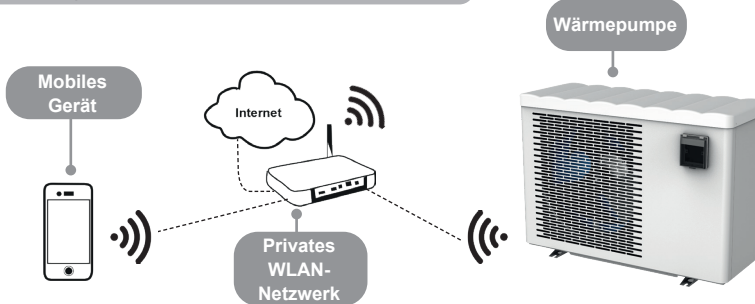 Wärmepumpe
Mobiles
Gerät
Internet
Privates
WLAN-
Netzwerk